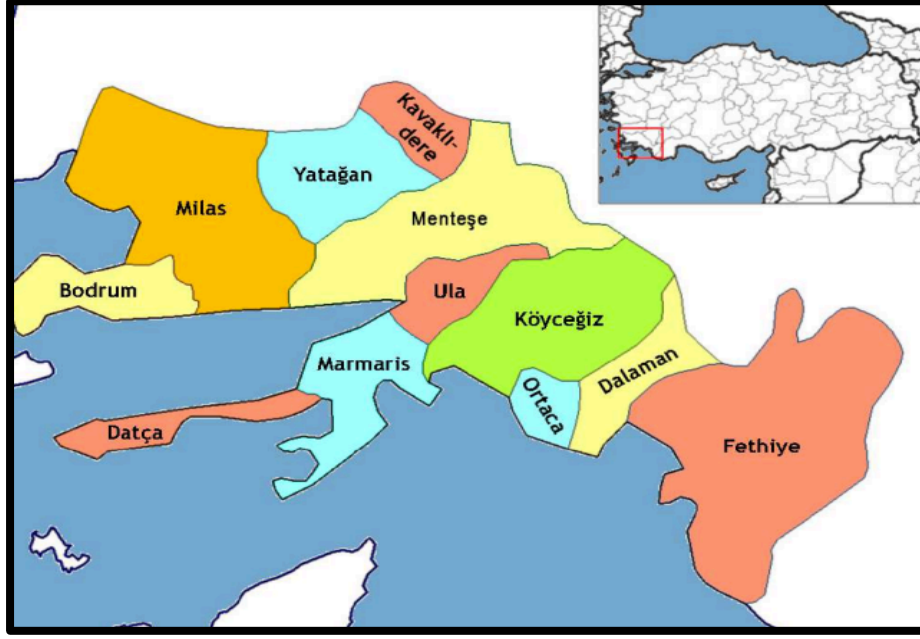 Kavaklı-
dere
Yatağan
Milas
Menteşe
Bodrum
Ula
Köyceğiz
Marmaris
Dalaman
Ortaca
Datça
Fethiye